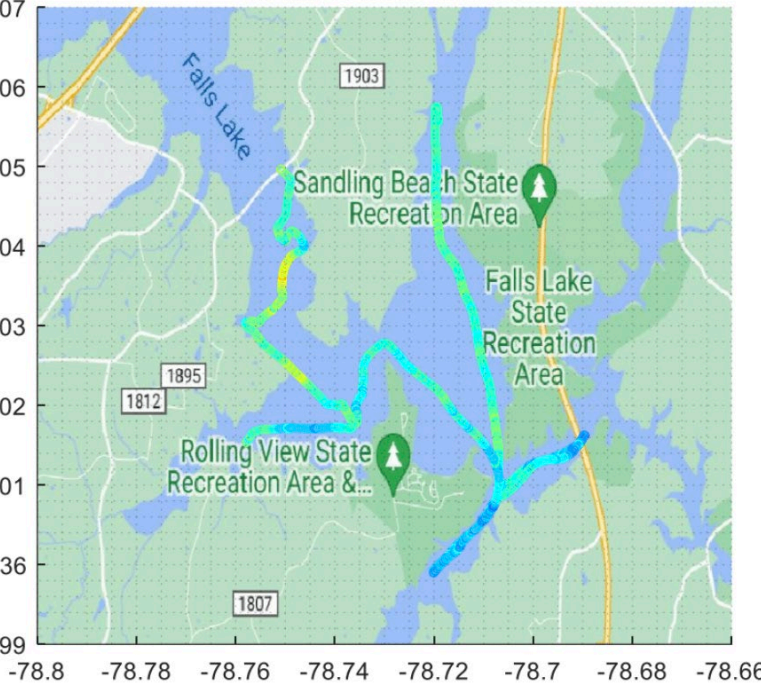 07
06
05
04
03
02
01
36
99
-78.8
-78.78
-78.76
-78.74
-78.72
-78.7
-78.68
-78.66
Falls Lake
1903
Sandling Beach State
Recreation Area
Falls Lake
State
Recreation
Area
1895
1812
Rolling View State
Recreation Area &...
1807